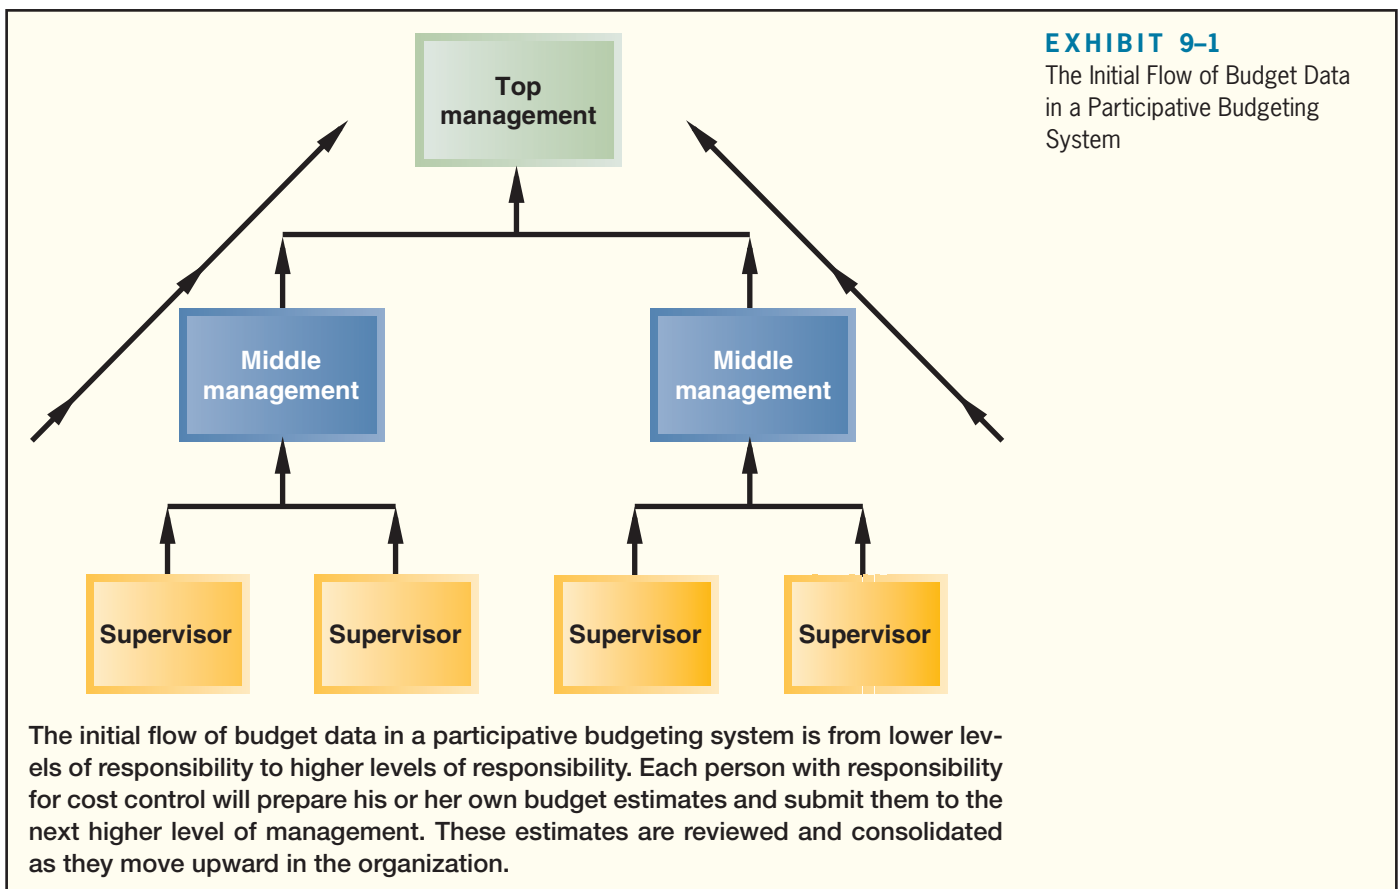 EXHIBIT 9–1
The Initial Flow of Budget Data
in a Participative Budgeting
System
Top
management
Middle
management
Middle
management
Supervisor
Supervisor
Supervisor
Supervisor
The initial flow of budget data in a participative budgeting system is from lower lev-
els of responsibility to higher levels of responsibility. Each person with responsibility
for cost control will prepare his or her own budget estimates and submit them to the
next higher level of management. These estimates are reviewed and consolidated
as they move upward in the organization.